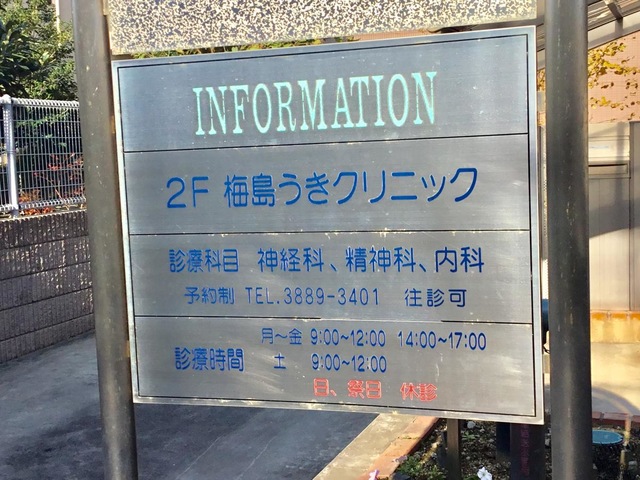 INFORMATION
2F 梅島うきクリニック
診療科目 神経科、精神科、内科
予約制 TEL.3889-3401 往診可
診療時間 月～金 9:00~12:00 14:00~17:00
土 9:00~12:00
日、祭日 休診